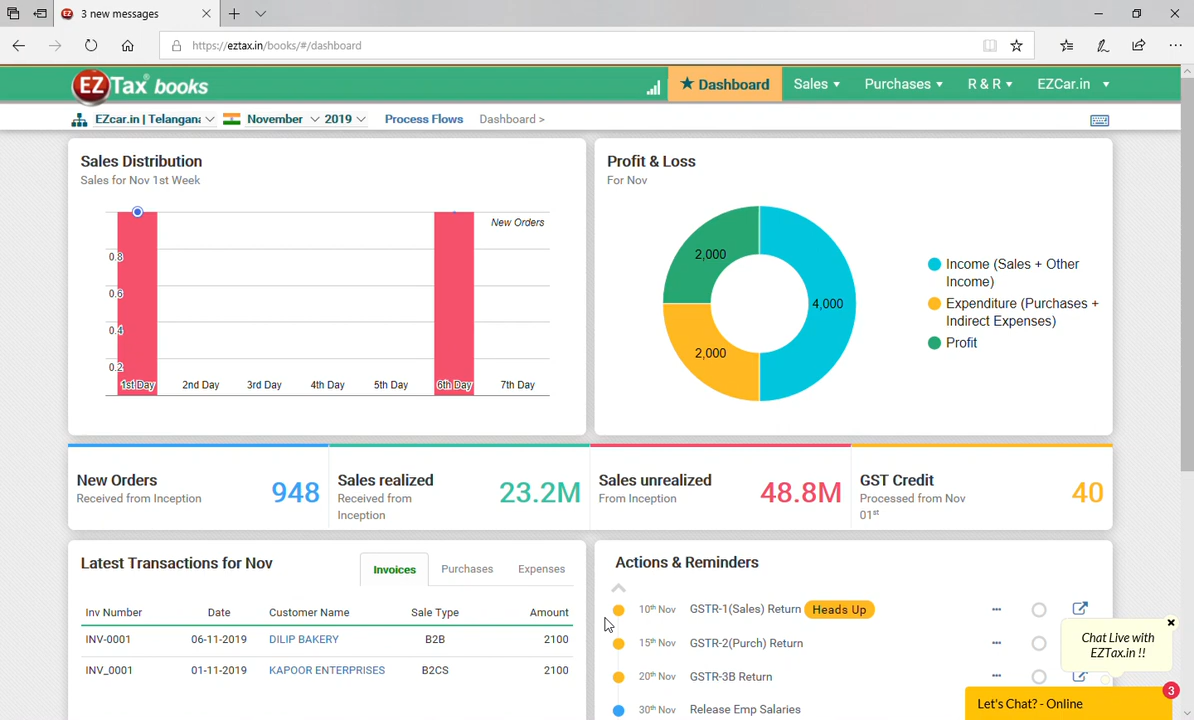 3 new messages
https://eztax.in/books/#/dashboard
EZ Tax® books
★ Dashboard
Sales
Purchases
R & R
EZCar.in
EZcar.in | Telangana
November
2019
Process Flows
Dashboard >
Sales Distribution
Sales for Nov 1st Week
New Orders
0.8
0.6
0.4
0.2
1st Day 2nd Day 3rd Day 4th Day 5th Day 6th Day 7th Day
Profit & Loss
For Nov
2,000
4,000
2,000
Income (Sales + Other
Income)
Expenditure (Purchases +
Indirect Expenses)
Profit
New Orders
Received from Inception
948
Sales realized
Received from
Inception
23.2M
Sales unrealized
From Inception
48.8M
GST Credit
Processed from Nov
01st
40
Latest Transactions for Nov
Invoices
Purchases
Expenses
Inv Number Date Customer Name Sale Type Amount
INV-0001 06-11-2019 DILIP BAKERY B2B 2100
INV_0001 01-11-2019 KAPOOR ENTERPRISES B2CS 2100
Actions & Reminders
10th Nov GSTR-1(Sales) Return Heads Up
15th Nov GSTR-2(Purch) Return
20th Nov GSTR-3B Return
30th Nov Release Emp Salaries
Chat Live with
EZTax.in !!
3
Let's Chat? - Online